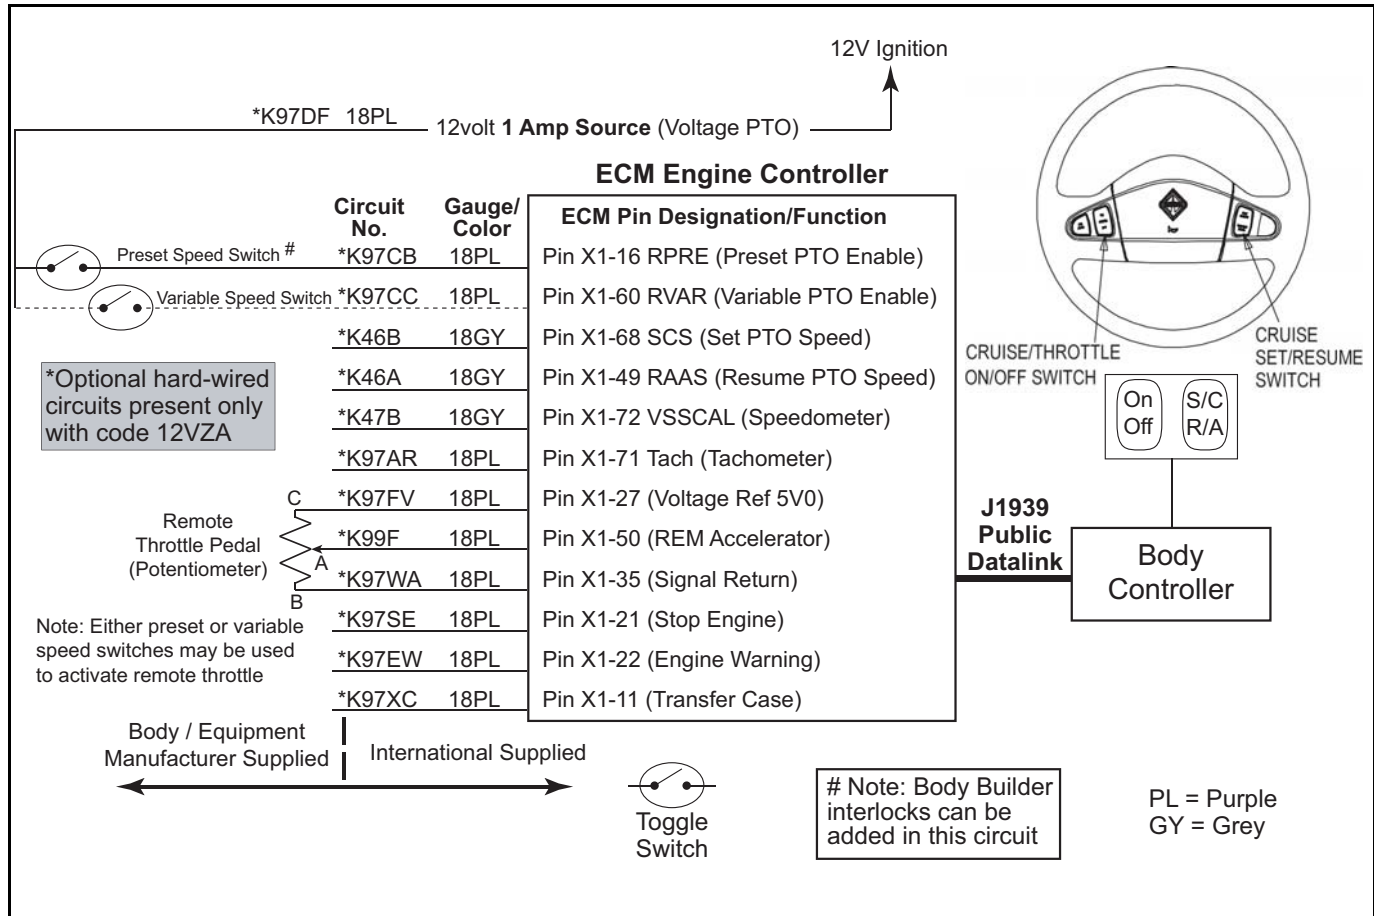 12V Ignition
*K97DF 18PL 12volt 1 Amp Source (Voltage PTO)
ECM Engine Controller
Circuit No.
Gauge/ Color
ECM Pin Designation/Function
Preset Speed Switch # *K97CB 18PL Pin X1-16 RPRE (Preset PTO Enable)
Variable Speed Switch *K97CC 18PL Pin X1-60 RVAR (Variable PTO Enable)
*K46B 18GY Pin X1-68 SCS (Set PTO Speed)
*K46A 18GY Pin X1-49 RAAS (Resume PTO Speed)
*K47B 18GY Pin X1-72 VSSCAL (Speedometer)
*K97AR 18PL Pin X1-71 Tach (Tachometer)
C *K97FV 18PL Pin X1-27 (Voltage Ref 5V0)
A *K99F 18PL Pin X1-50 (REM Accelerator)
B *K97WA 18PL Pin X1-35 (Signal Return)
*K97SE 18PL Pin X1-21 (Stop Engine)
*K97EW 18PL Pin X1-22 (Engine Warning)
*K97XC 18PL Pin X1-11 (Transfer Case)
*Optional hard-wired
circuits present only
with code 12VZA
Remote
Throttle Pedal
(Potentiometer)
Note: Either preset or variable
speed switches may be used
to activate remote throttle
CRUISE/THROTTLE
ON/OFF SWITCH
CRUISE
SET/RESUME
SWITCH
On
Off
S/C
R/A
J1939
Public
Datalink
Body
Controller
Body / Equipment
Manufacturer Supplied
International Supplied
Toggle
Switch
# Note: Body Builder
interlocks can be
added in this circuit
PL = Purple
GY = Grey